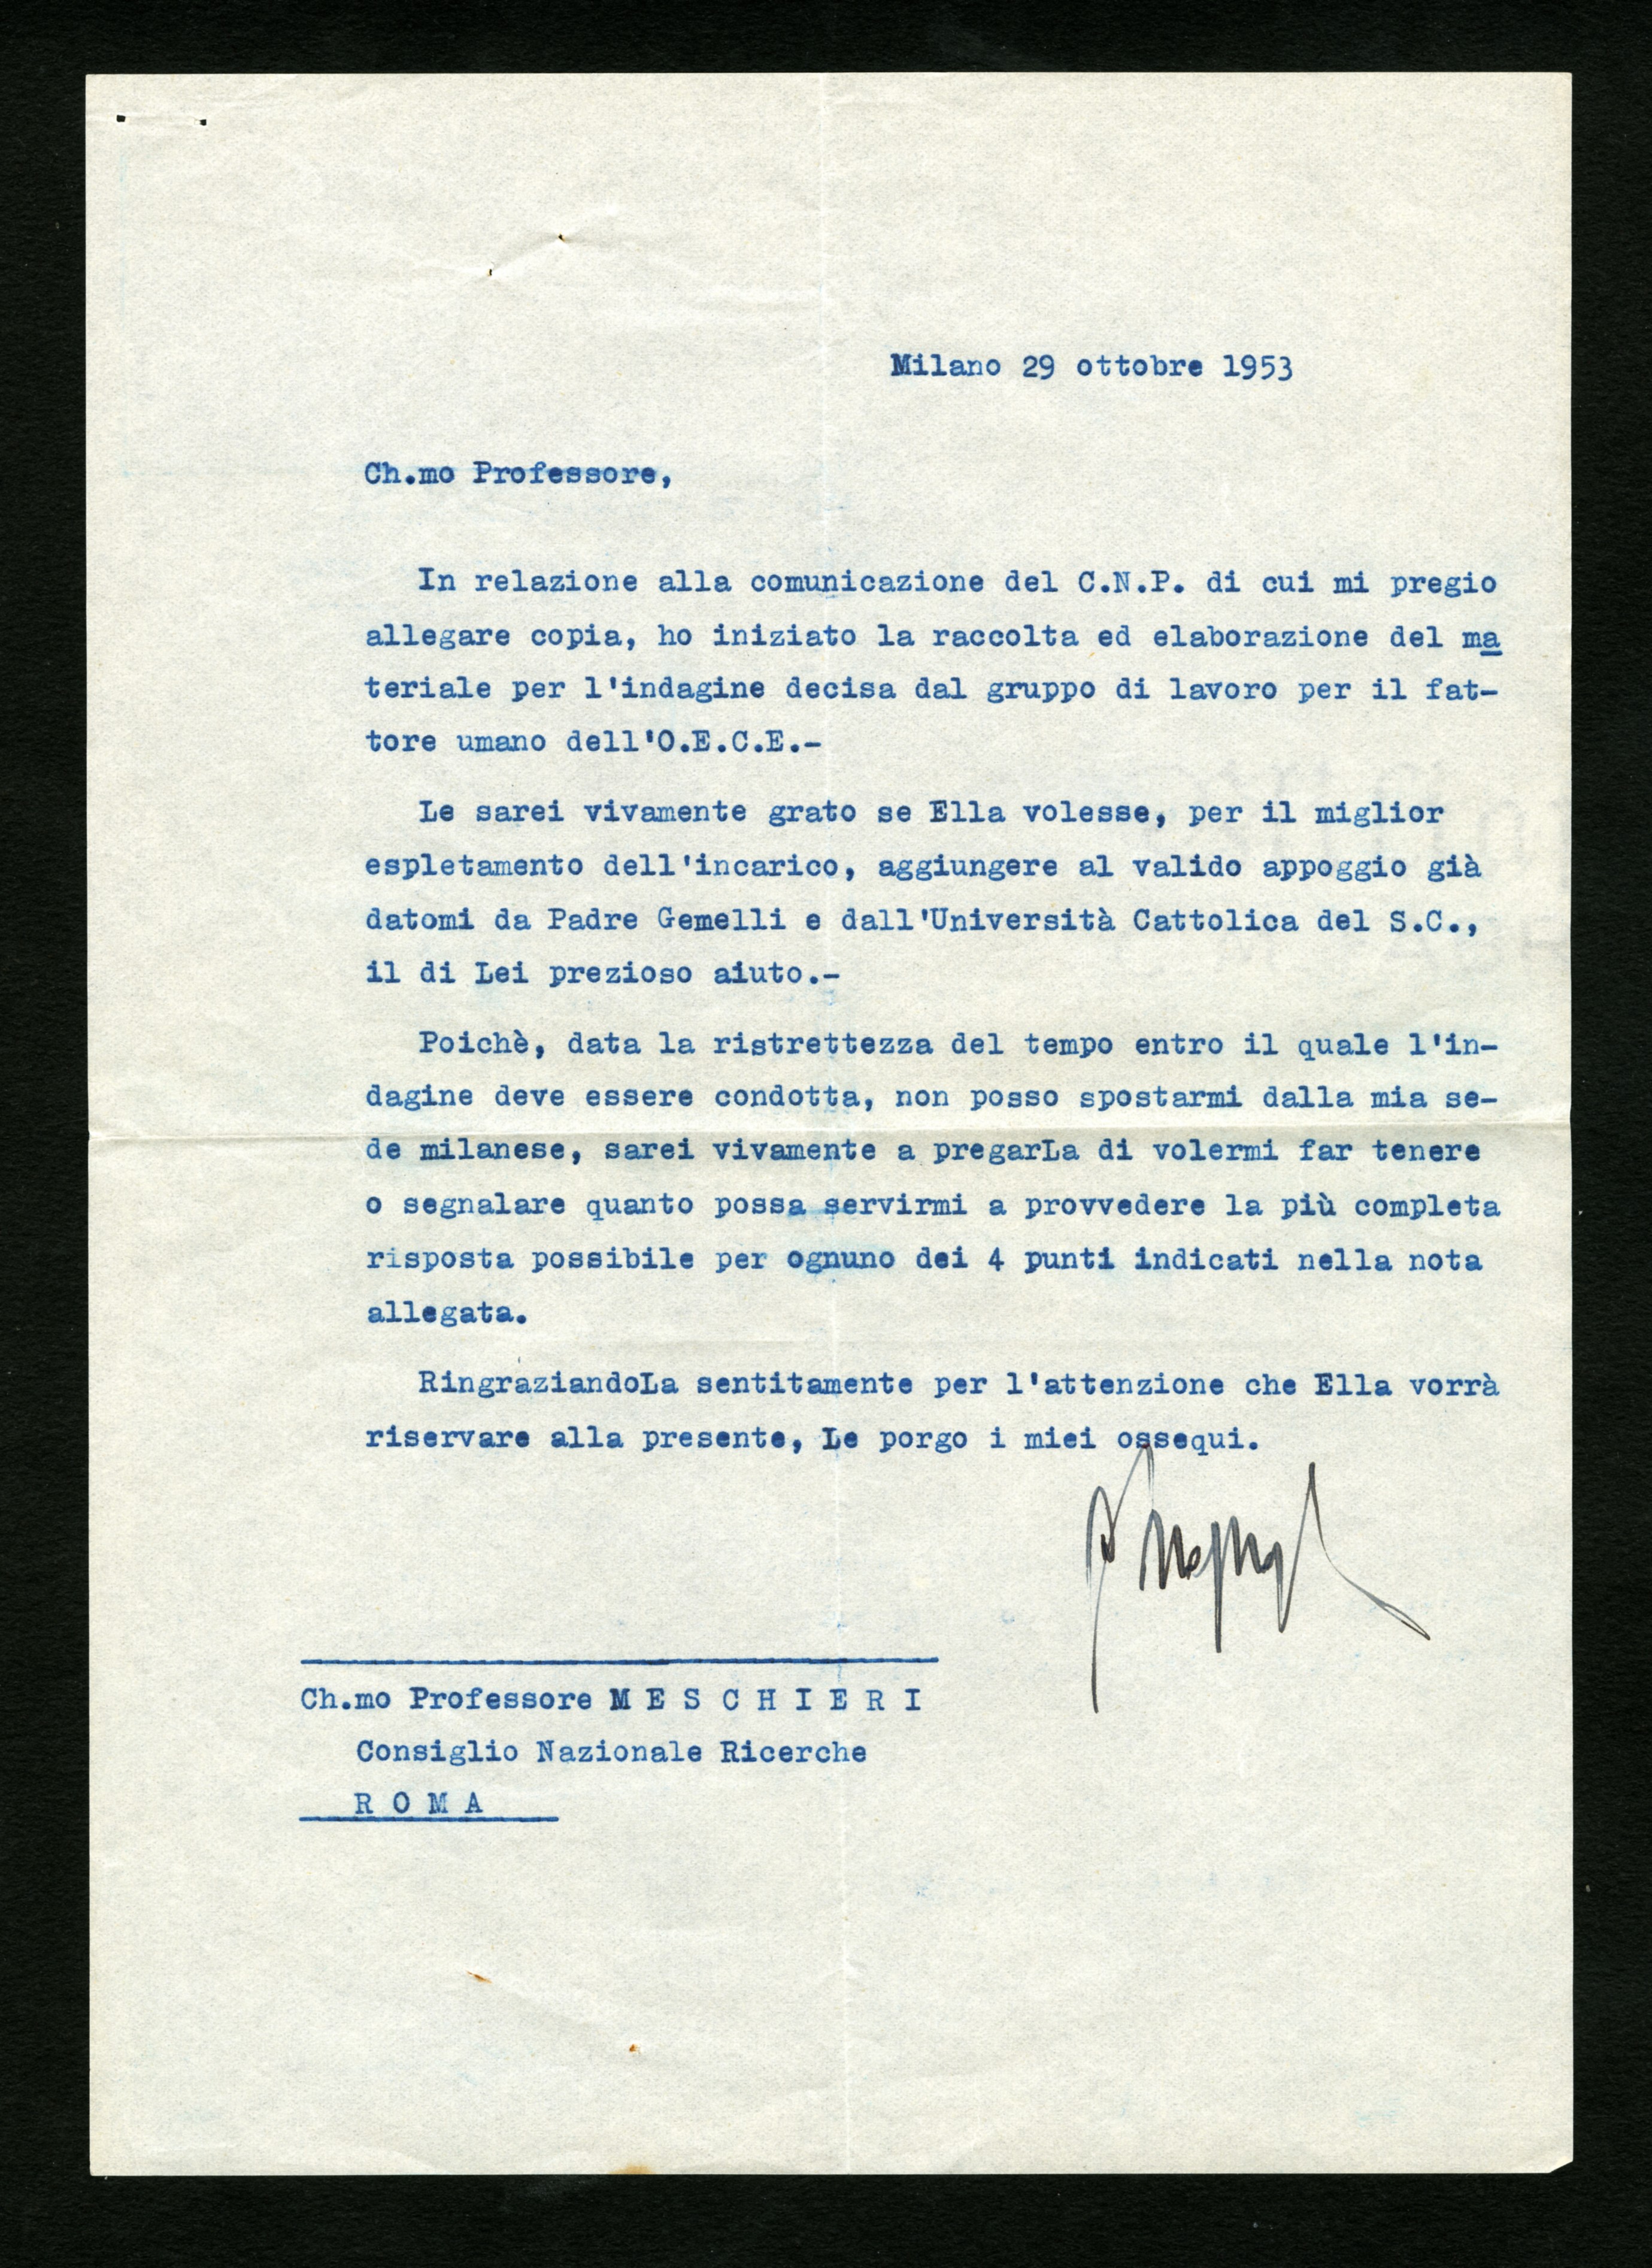 Milano 29 ottobre 1953
Ch.mo Professore,
In relazione alla comunicazione del C.N.P. di cui mi pregio
allegare copia, ho iniziato la raccolta ed elaborazione del ma
teriale per l'indagine decisa dal gruppo di lavoro per il fat-
tore umano dell'O.E.C.E.-
Le sarei vivamente grato se Ella volesse, per il miglior
espletamento dell'incarico, aggiungere al valido appoggio già
datomi da Padre Gemelli e dall'Università Cattolica del S.C.,
il di Lei prezioso aiuto.-
Poichè, data la ristrettezza del tempo entro il quale l'in-
dagine deve essere condotta, non posso spostarmi dalla mia se-
de milanese, sarei vivamente a pregarLa di volermi far tenere
o segnalare quanto possa servirmi a provvedere la più completa
risposta possibile per ognuno dei 4 punti indicati nella nota
allegata.
RingraziandoLa sentitamente per l'attenzione che Ella vorrà
riservare alla presente, Le porgo i miei ossequi.
Ch.mo Professore M E S C H I E R I
Consiglio Nazionale Ricerche
R O M A